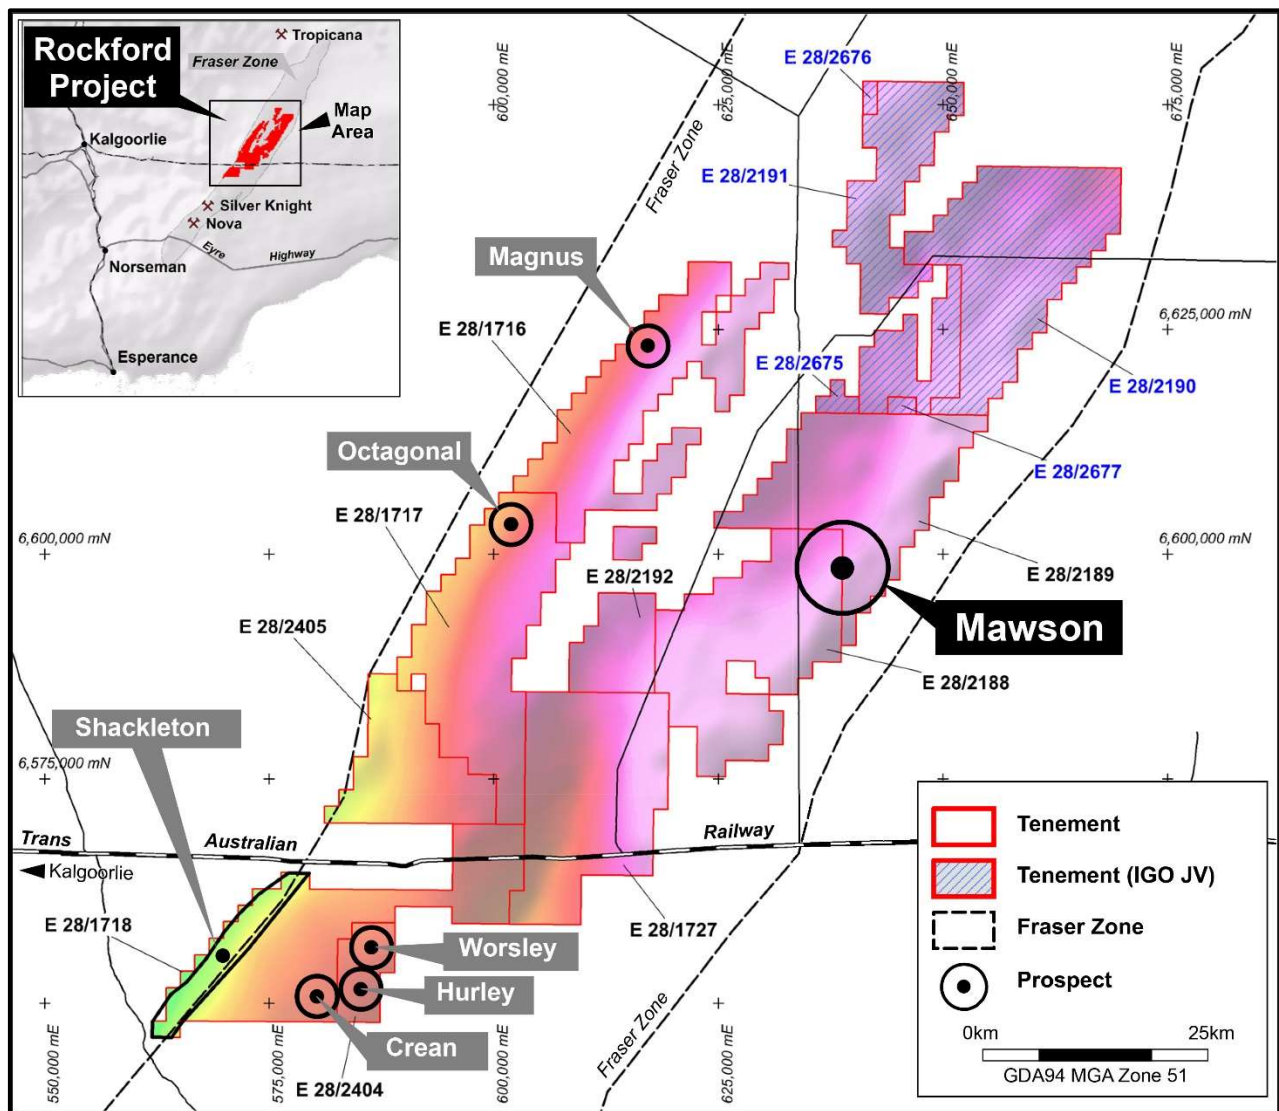 Rockford
Project
Tropicana
Fraser Zone
Map
Area
Kalgoorlie
Silver Knight
Nova
Eyre
Highway
Norseman
Esperance
600,000 mE
625,000 mE
650,000 mE
675,000 mE
E 28/2676
Fraser Zone
E 28/2191
Magnus
E 28/1716
6,625,000 mN
E 28/2675
E 28/2190
Octagonal
E 28/2677
E 28/1717
6,600,000 mN
6,600,000 mN
E 28/2192
E 28/2189
E 28/2405
Mawson
E 28/2188
Shackleton
6,575,000 mN
Trans
Australian
Railway
Kalgoorlie
E 28/1718
E 28/1727
Worsley
Hurley
Crean
E 28/2404
Fraser Zone
550,000 mE
575,000 mE
600,000 mE
625,000 mE
Tenement
Tenement (IGO JV)
Fraser Zone
Prospect
0km
25km
GDA94 MGA Zone 51